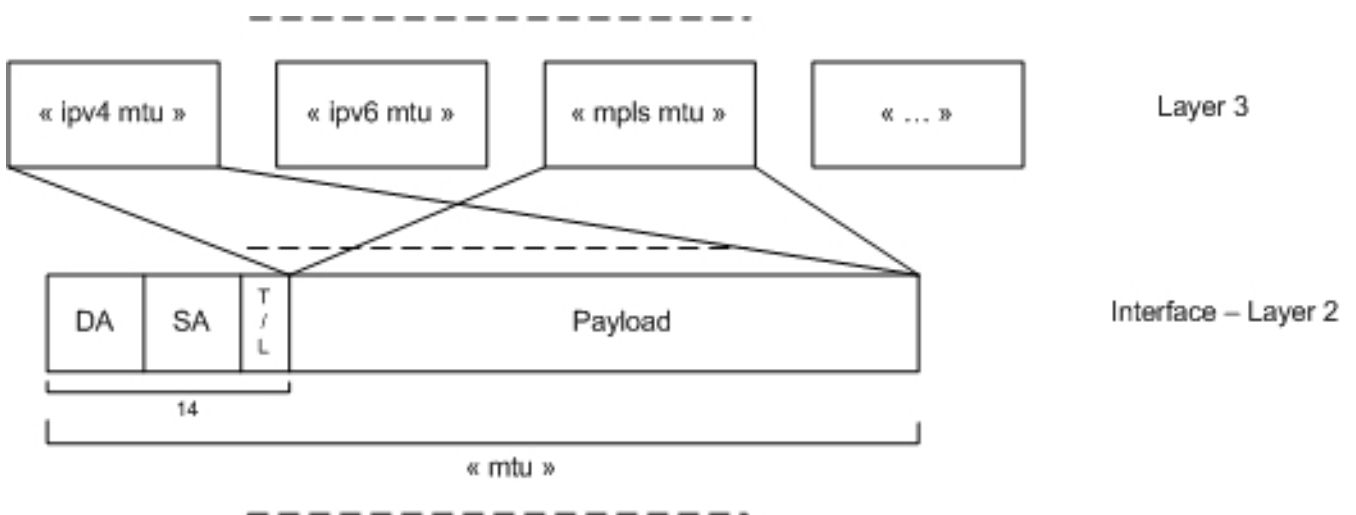 « ipv4 mtu » « ipv6 mtu » « mpls mtu » « ... » Layer 3
DA SA T / L Payload Interface – Layer 2
14
« mtu »